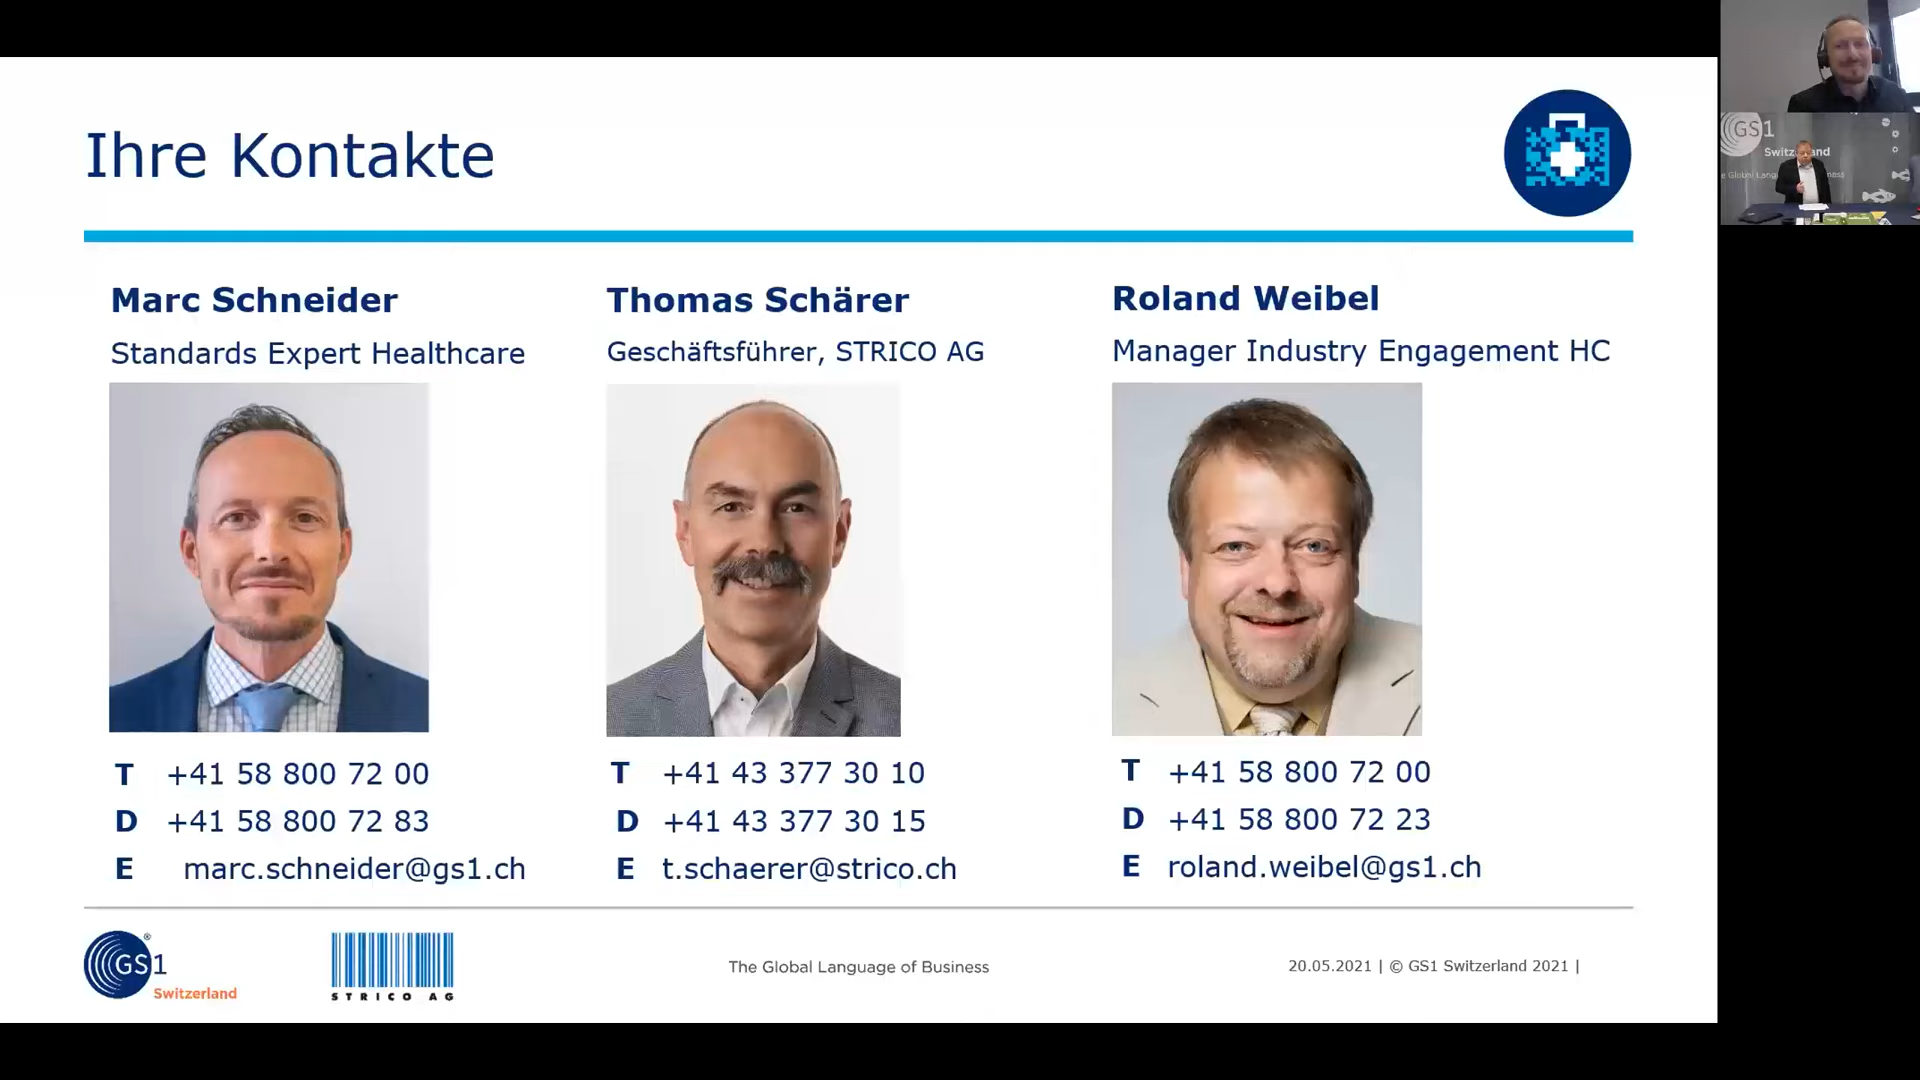 Ihre Kontakte
Marc Schneider
Standards Expert Healthcare
T +41 58 800 72 00
D +41 58 800 72 83
E marc.schneider@gs1.ch
Thomas Schärer
Geschäftsführer, STRICO AG
T +41 43 377 30 10
D +41 43 377 30 15
E t.schaerer@strico.ch
Roland Weibel
Manager Industry Engagement HC
T +41 58 800 72 00
D +41 58 800 72 23
E roland.weibel@gs1.ch
GS1®
Switzerland
STRICO AG
The Global Language of Business
20.05.2021 | © GS1 Switzerland 2021 |
GS1